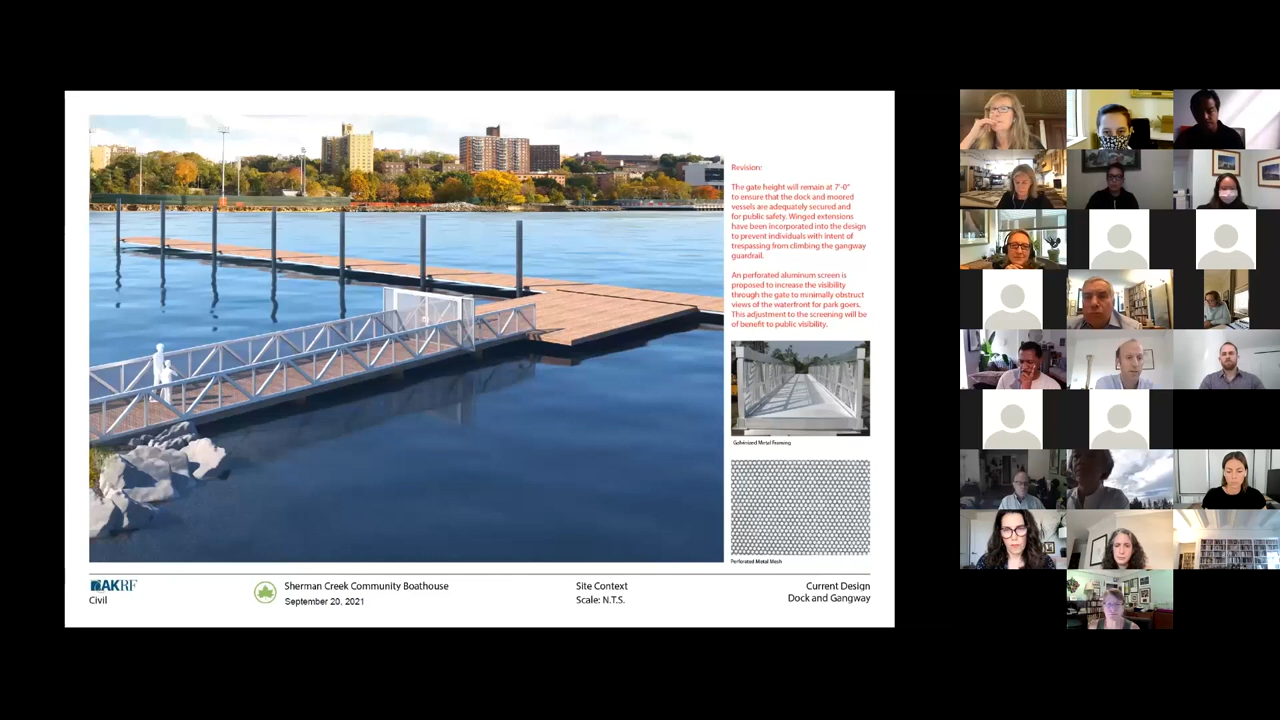 Revision:
The gate height will remain at 7'-0"
to ensure that the dock and moored
vessels are adequately secured and
for public safety. Winged extensions
have been incorporated into the design
to prevent individuals with intent of
trespassing from climbing the gangway
guardrail.
An perforated aluminum screen is
proposed to increase the visibility
through the gate to minimally obstruct
views of the waterfront for park goers.
This adjustment to the screening will be
of benefit to public visibility.
Galvinized Metal Framing
Perforated Metal Mesh
AKRF
Civil
Sherman Creek Community Boathouse
September 20, 2021
Site Context
Scale: N.T.S.
Current Design
Dock and Gangway